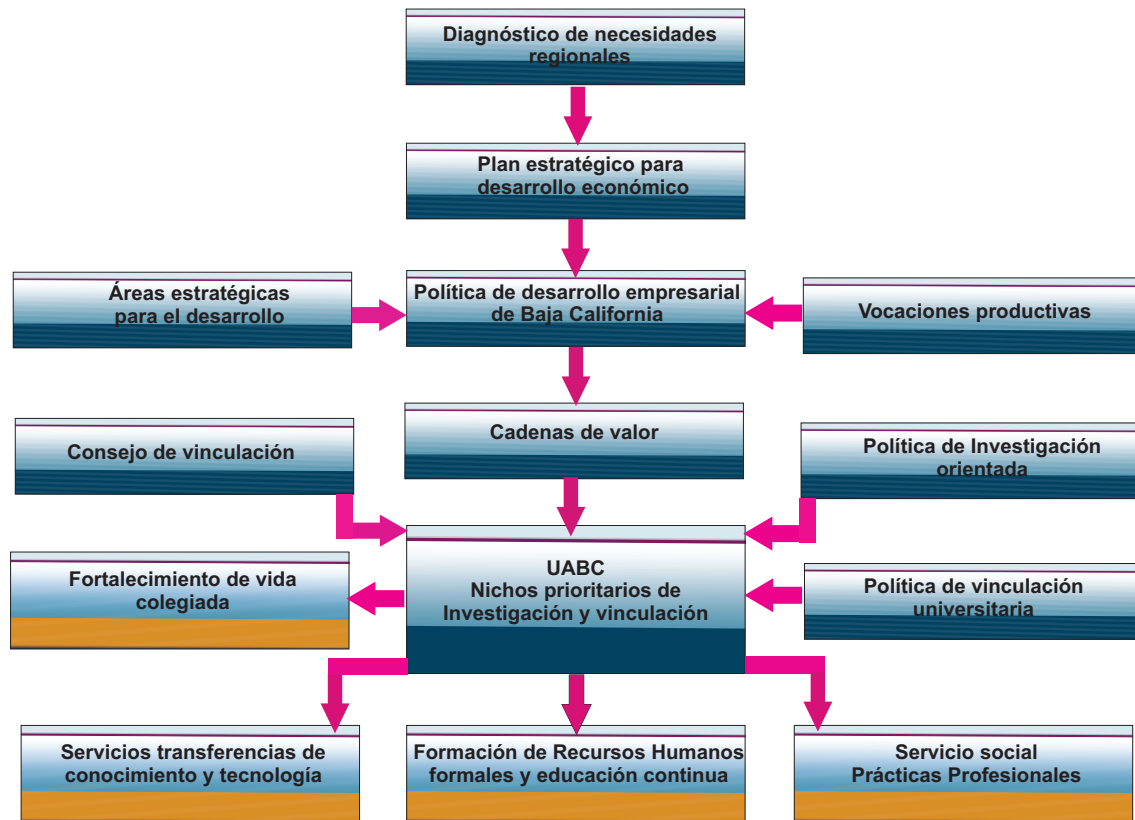 Diagnóstico de necesidades
regionales
Plan estratégico para
desarrollo económico
Áreas estratégicas
para el desarrollo
Política de desarrollo empresarial
de Baja California
Vocaciones productivas
Consejo de vinculación
Cadenas de valor
Política de Investigación
orientada
Fortalecimiento de vida
colegiada
UABC
Nichos prioritarios de
Investigación y vinculación
Política de vinculación
universitaria
Servicios transferencias de
conocimiento y tecnología
Formación de Recursos Humanos
formales y educación continua
Servicio social
Prácticas Profesionales